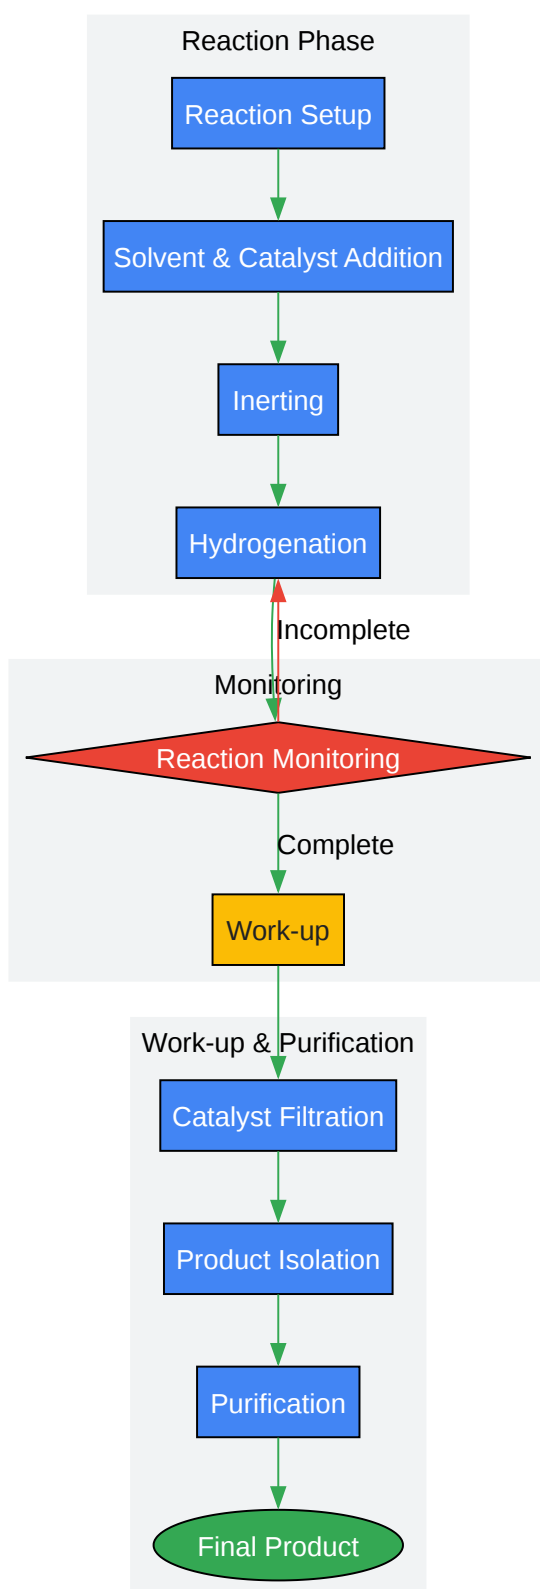 Reaction Phase
Reaction Setup
Solvent & Catalyst Addition
Inerting
Hydrogenation
Incomplete
Monitoring
Reaction Monitoring
Complete
Work-up
Work-up & Purification
Catalyst Filtration
Product Isolation
Purification
Final Product